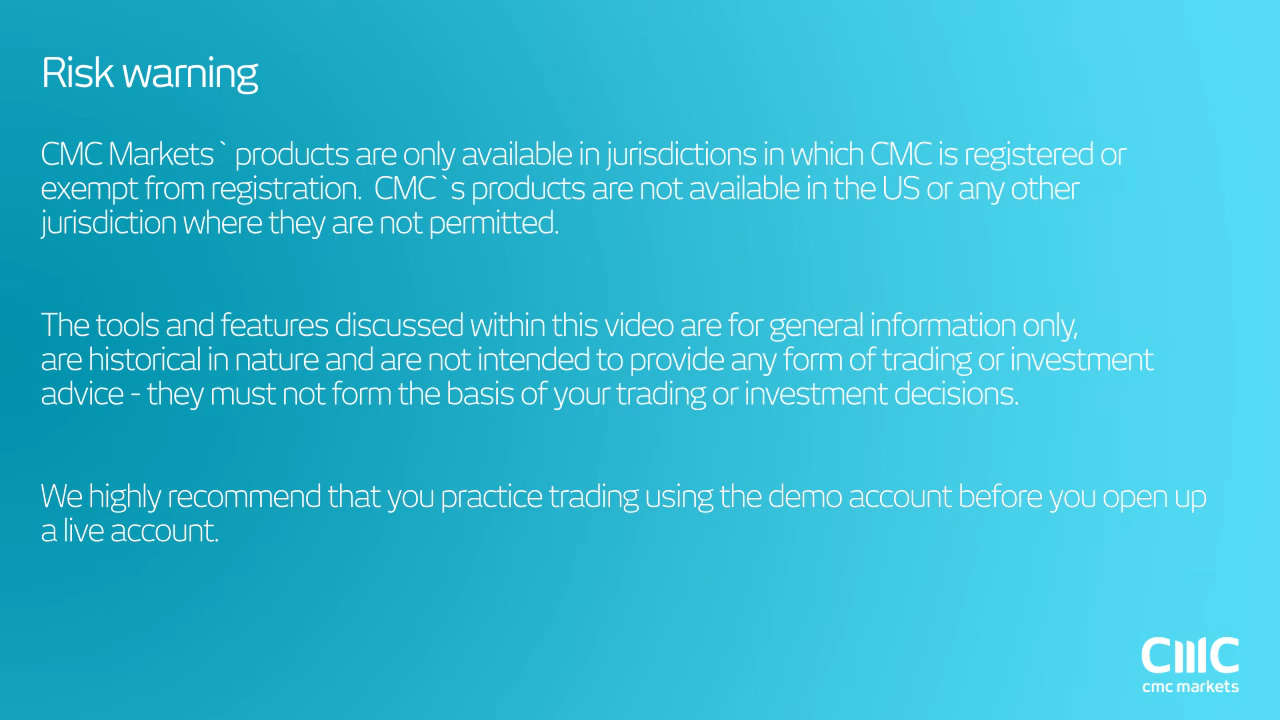 Risk warning
CMC Markets` products are only available in jurisdictions in which CMC is registered or
exempt from registration.  CMC`s products are not available in the US or any other
jurisdiction where they are not permitted.
The tools and features discussed within this video are for general information only,
are historical in nature and are not intended to provide any form of trading or investment
advice - they must not form the basis of your trading or investment decisions.
We highly recommend that you practice trading using the demo account before you open up
a live account.
CMC
cmc markets